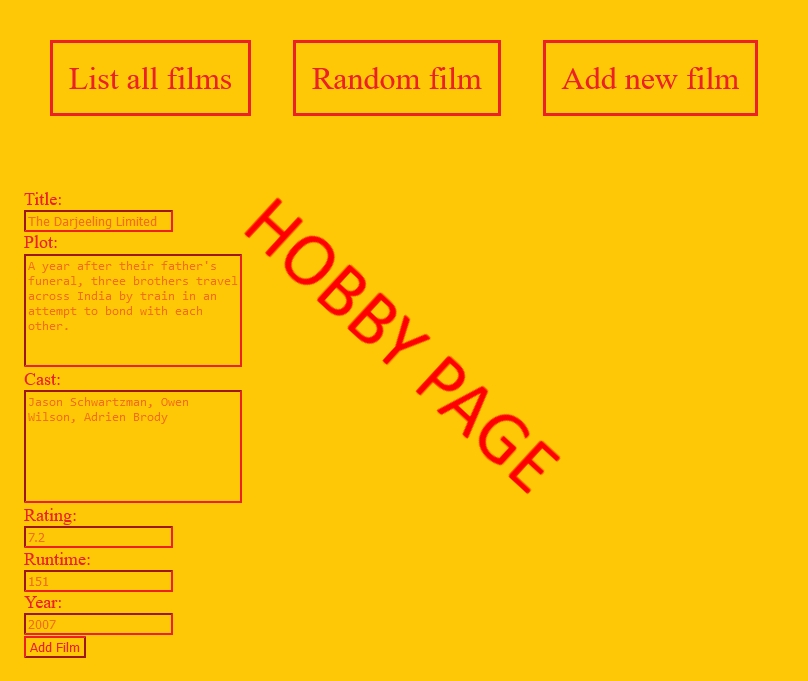 List all films Random film Add new film
Title:
The Darjeeling Limited
Plot:
A year after their father's
funeral, three brothers travel
across India by train in an
attempt to bond with each
other.
Cast:
Jason Schwartzman, Owen
Wilson, Adrien Brody
Rating:
7.2
Runtime:
151
Year:
2007
Add Film
HOBBY PAGE